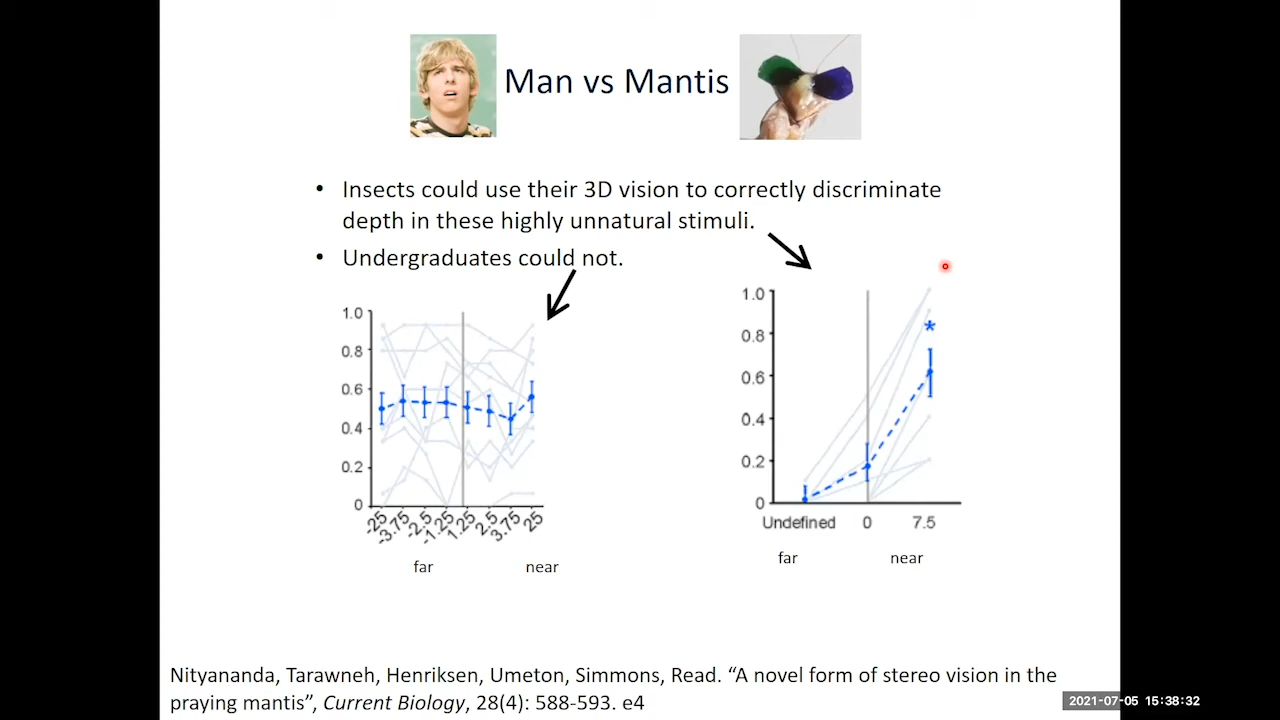 Man vs Mantis
• Insects could use their 3D vision to correctly discriminate
depth in these highly unnatural stimuli.
• Undergraduates could not.
1.0
0.8
0.6
0.4
0.2
0
-25 -3.75 -2.5 -1.25 1.25 2.5 3.75 25
far near
1.0
0.8
*
0.6
0.4
0.2
0
Undefined 0 7.5
far near
Nityananda, Tarawneh, Henriksen, Umeton, Simmons, Read. “A novel form of stereo vision in the
praying mantis”, Current Biology, 28(4): 588-593. e4
2021-07-05 15:38:32